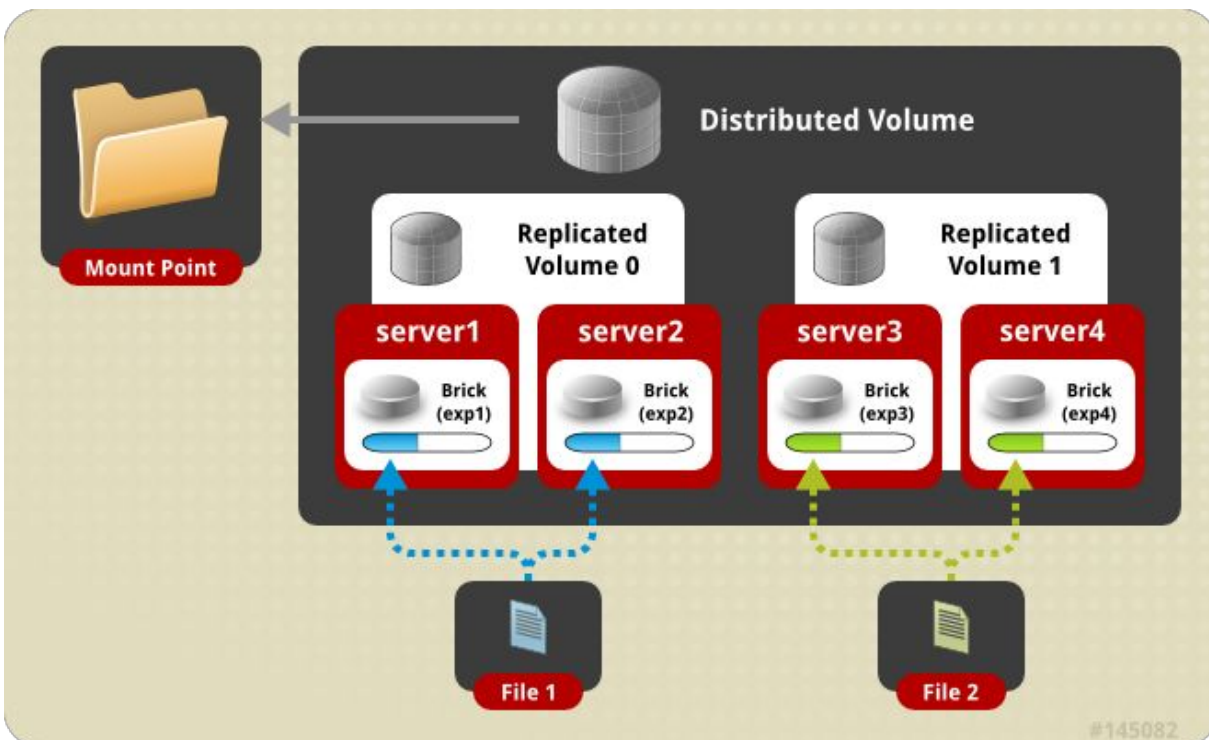 Distributed Volume
Mount Point
Replicated
Volume 0
Replicated
Volume 1
server1
server2
server3
server4
Brick
(exp1)
Brick
(exp2)
Brick
(exp3)
Brick
(exp4)
File 1
File 2
#145082